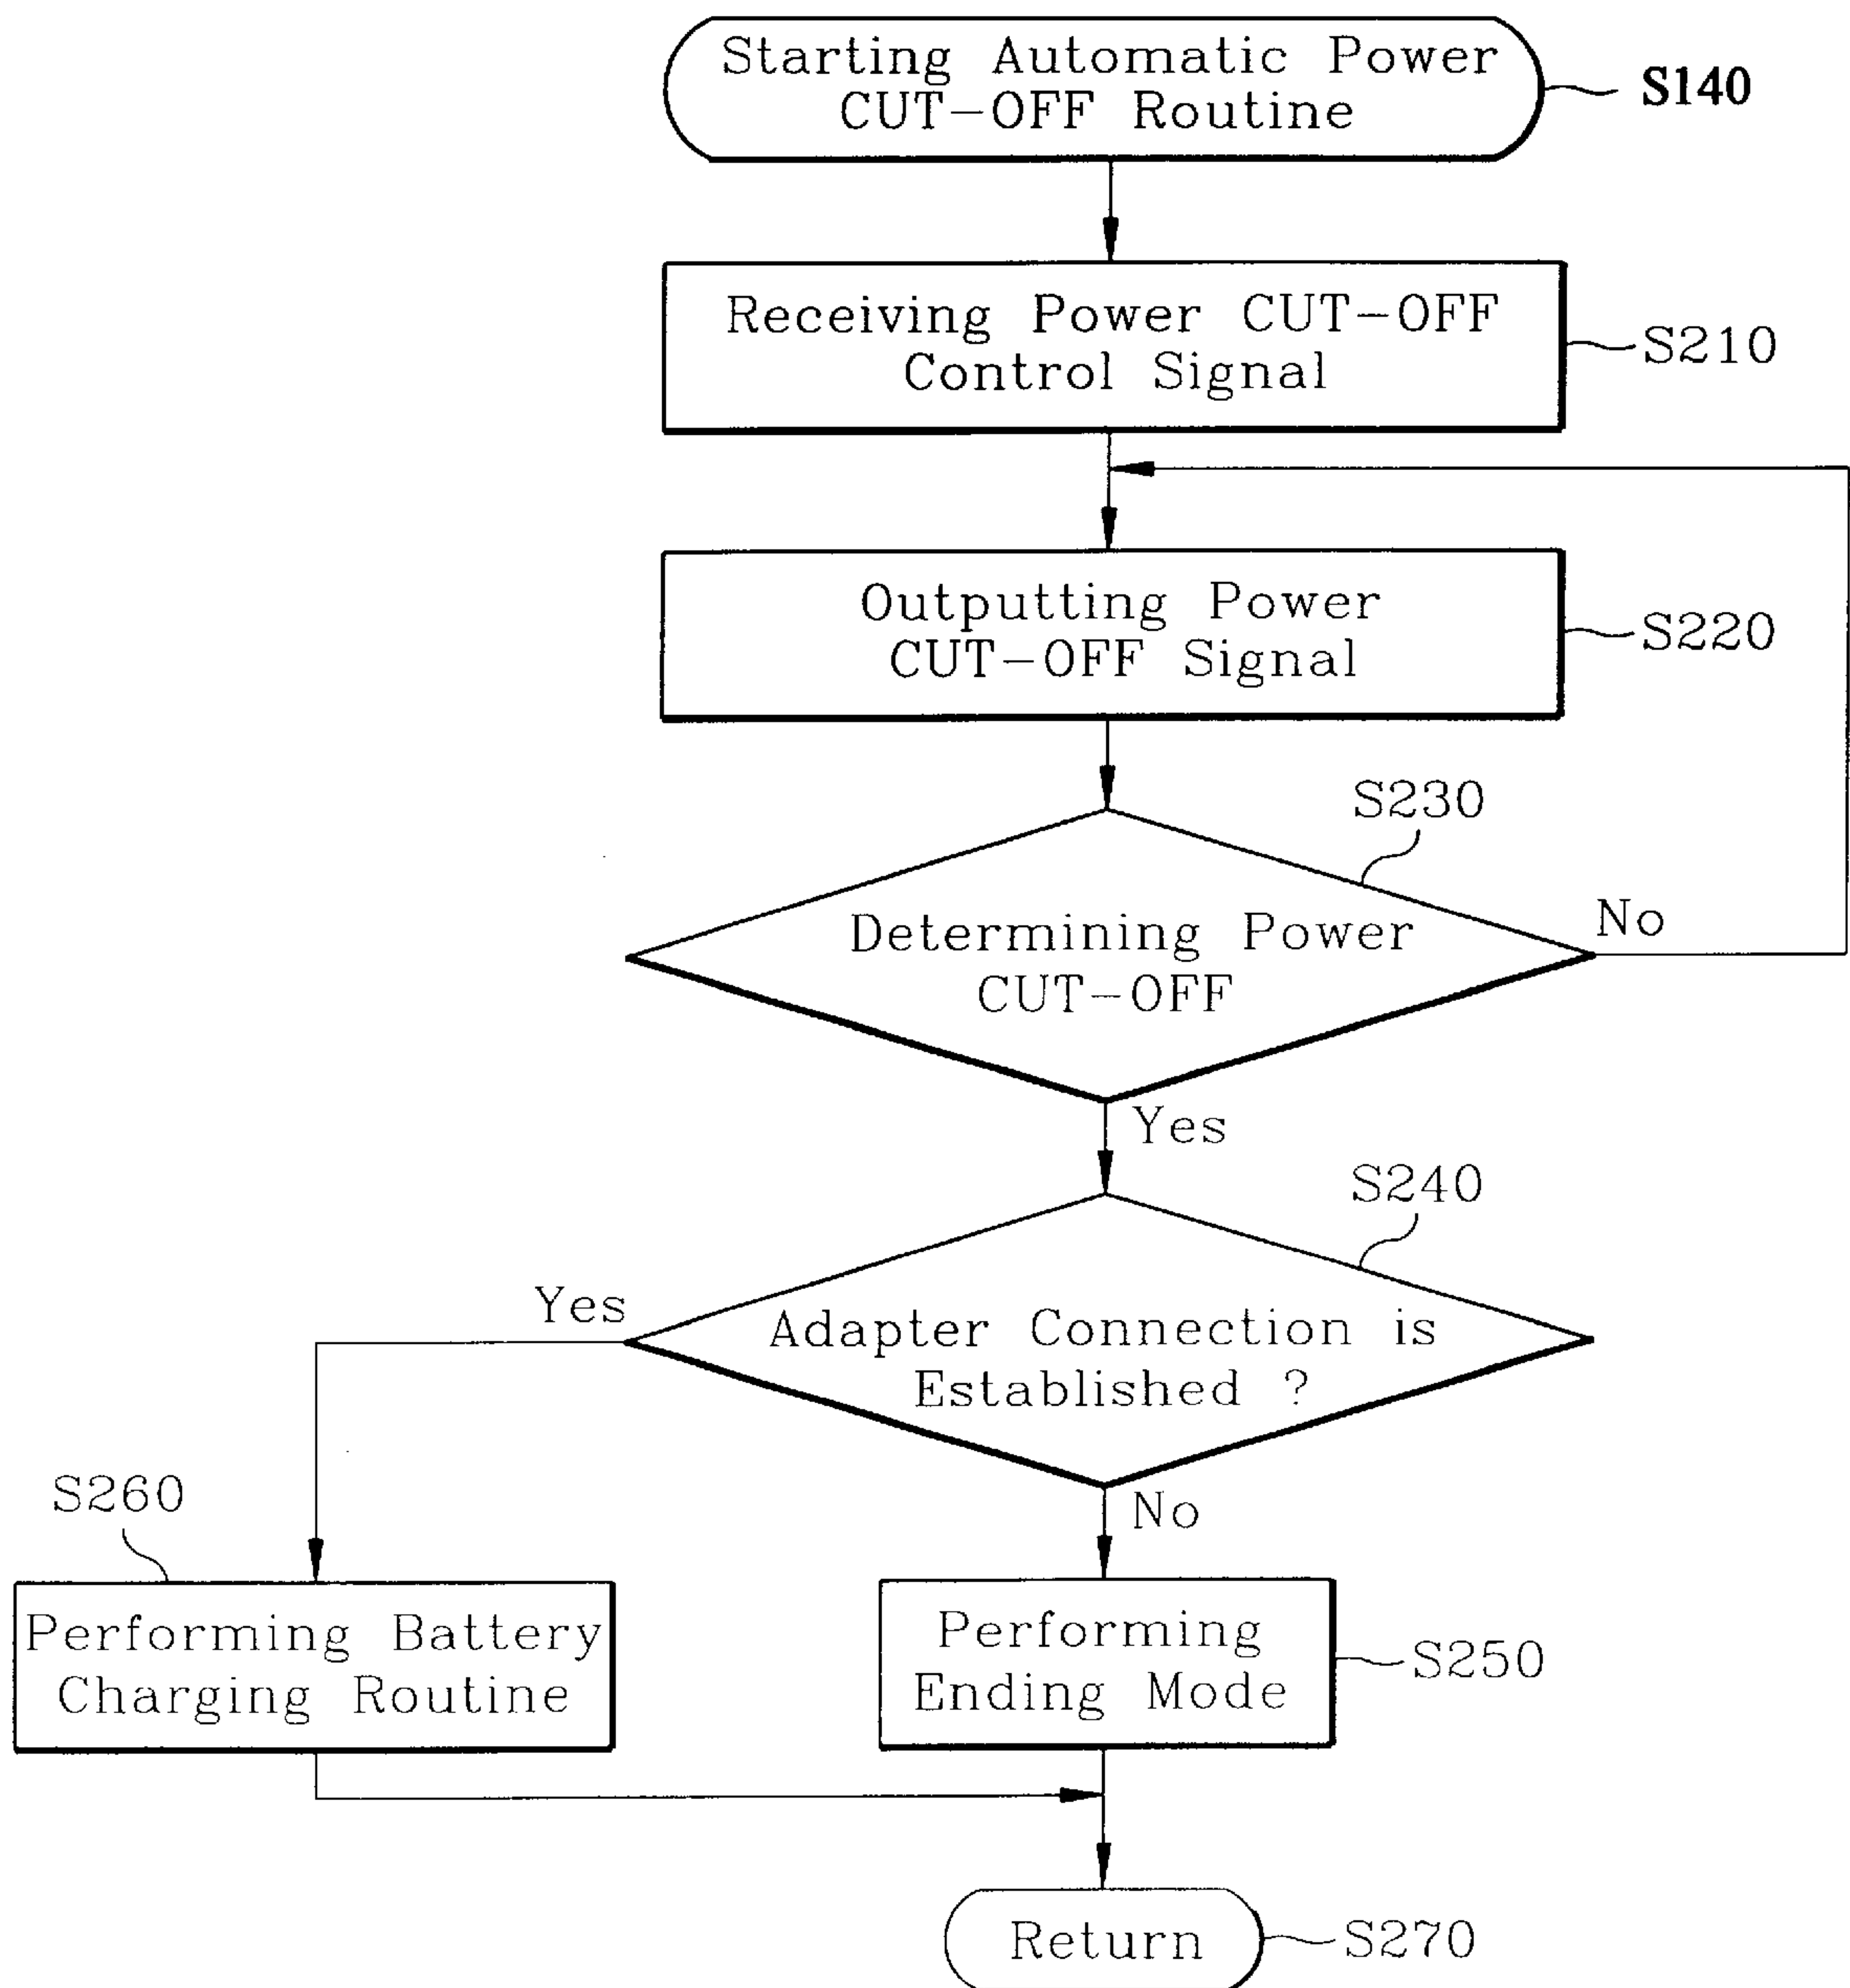 Starting Automatic Power
CUT-OFF Routine
S140
Receiving Power CUT-OFF
Control Signal
S210
Outputting Power
CUT-OFF Signal
S220
S230
Determining Power
CUT-OFF
No
Yes
S240
Adapter Connection is
Established ?
Yes
No
S260
Performing Battery
Charging Routine
Performing
Ending Mode
S250
Return
S270